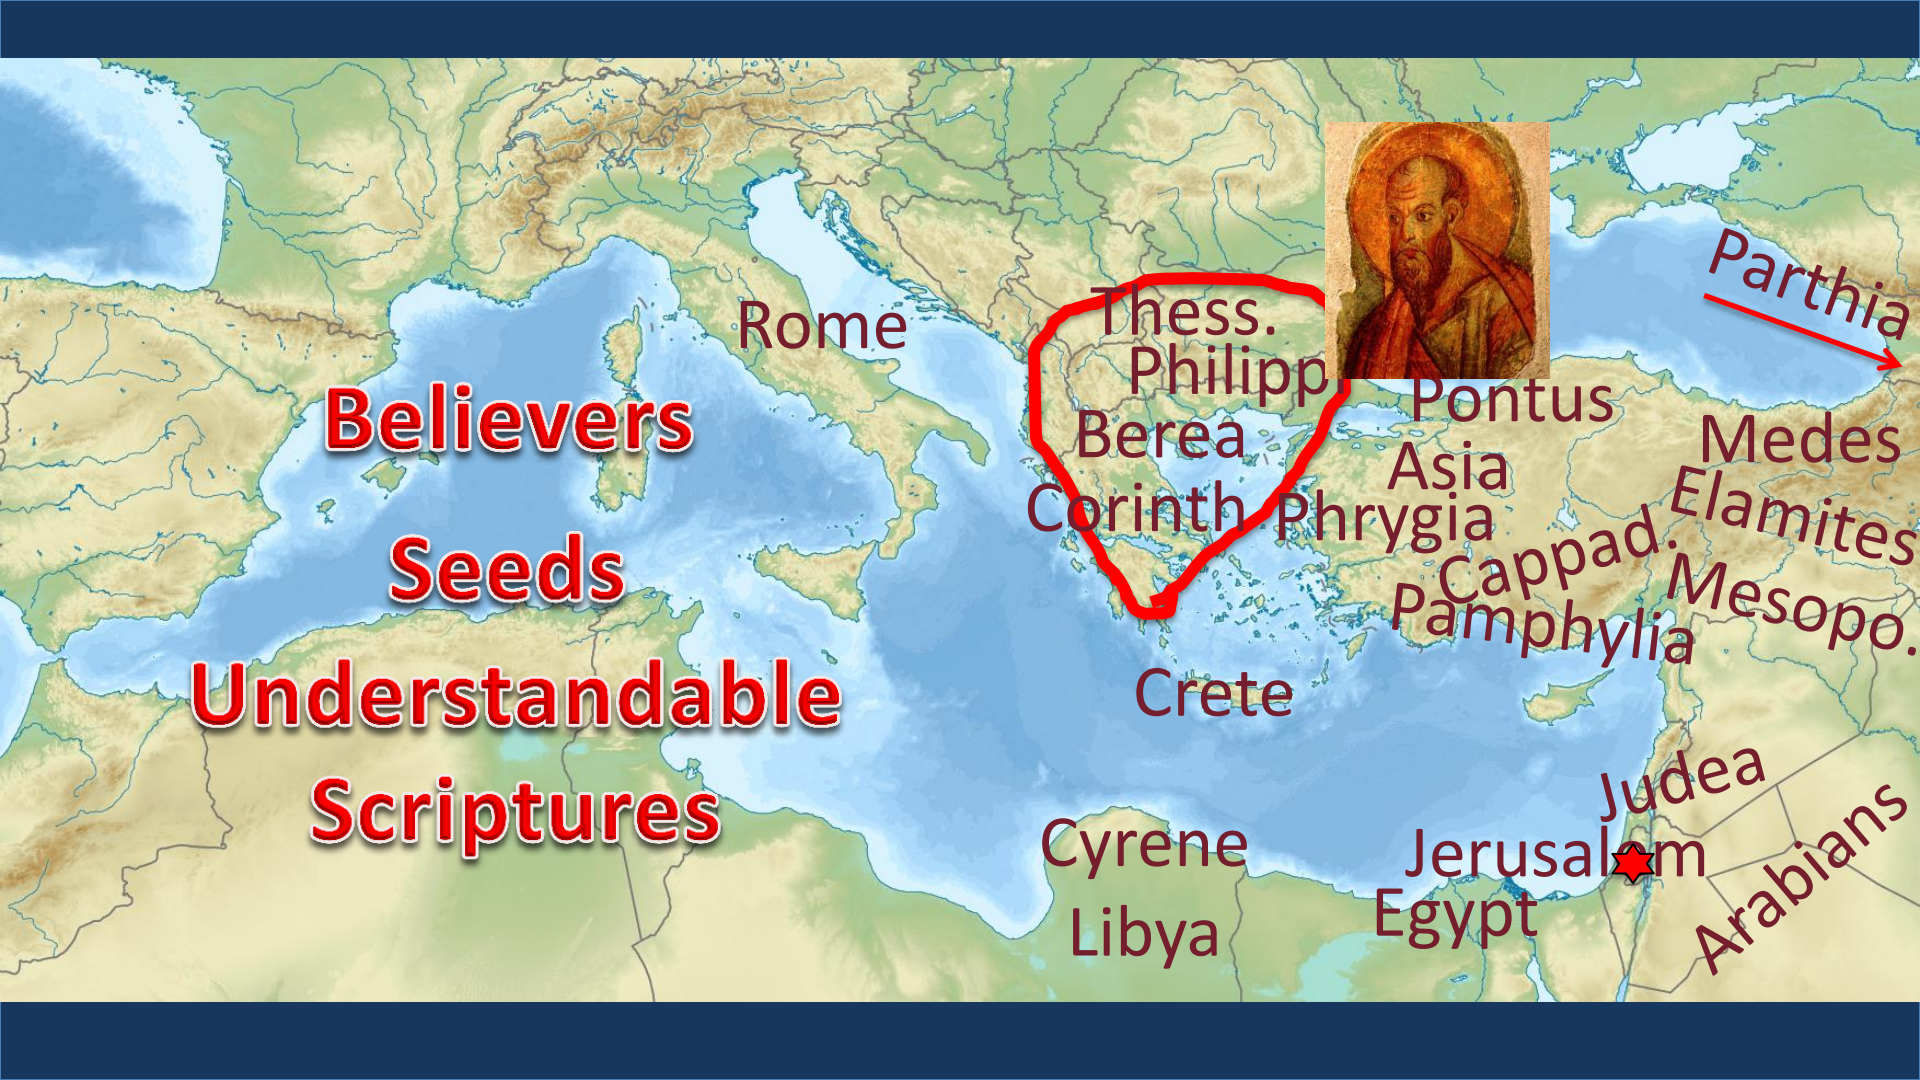 Believers
Seeds
Understandable
Scriptures
Rome
Thess.
Philipp
Berea
Corinth
Crete
Cyrene
Libya
Parthia
Pontus
Asia
Phrygia
Cappad.
Pamphylia
Medes
Elamites
Mesopo.
Judea
Jerusalem
Egypt
Arabians